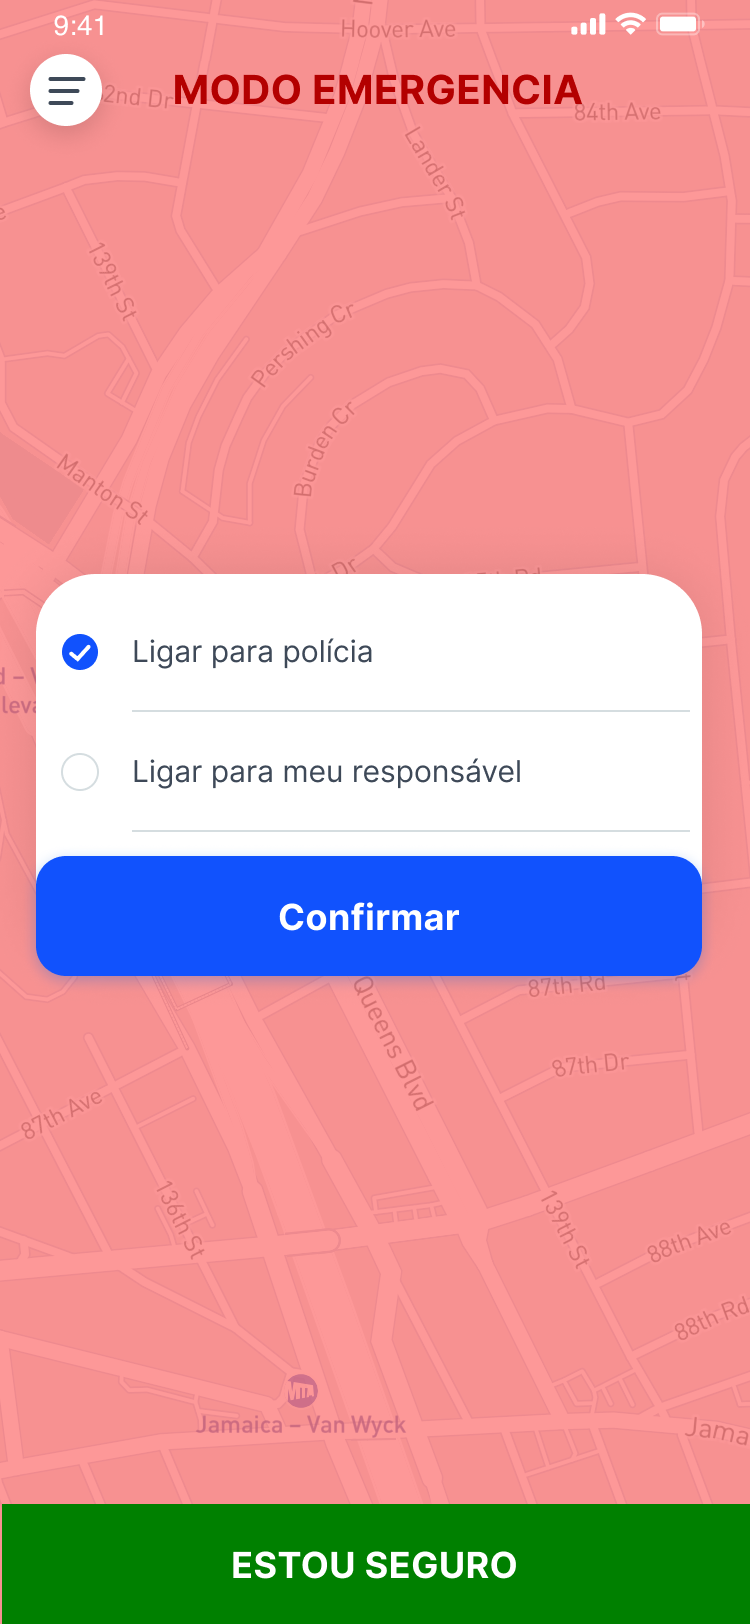 9:41
Hoover Ave
2nd Dr
MODO EMERGENCIA
84th Ave
Lander St
139th St
Pershing Cr
Burden Cr
Manton St
Dr
Ligar para polícia
Ligar para meu responsável
Confirmar
87th Rd
Queens Blvd
87th Dr
87th Ave
136th St
139th St
88th Ave
88th Rd
MTA
Jamaica – Van Wyck
Jama
ESTOU SEGURO